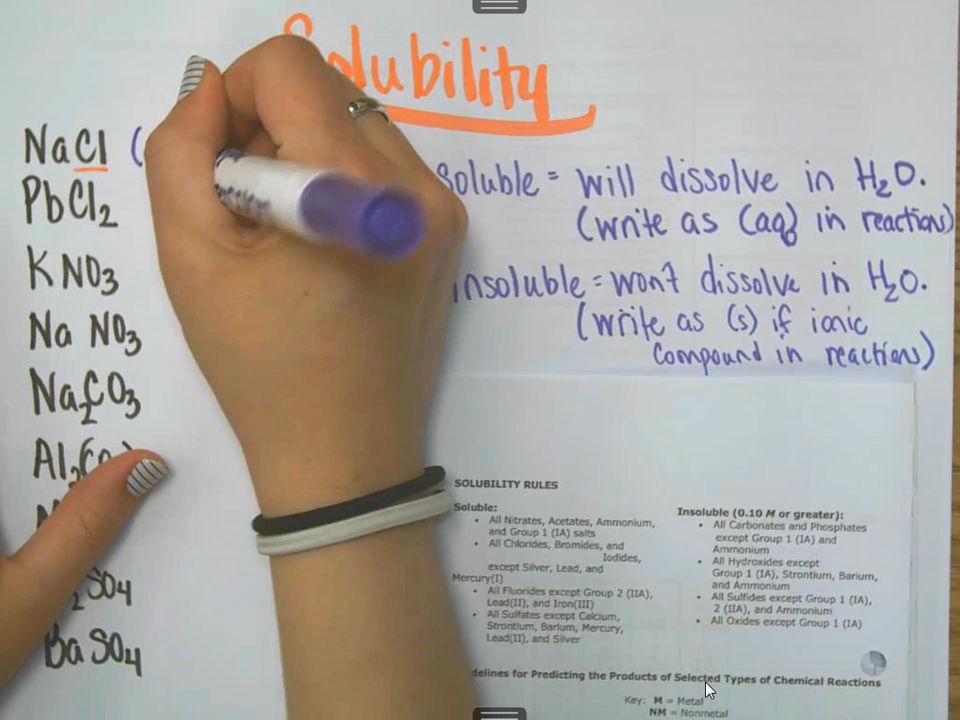 Solubility
NaCl (
PbCl2
KNO3
Na NO3
Na2CO3
SO4
BaSO4
Soluble = will dissolve in H2O.
(write as (aq) in reactions)
insoluble = won't dissolve in H2O.
(write as (s) if ionic
compound in reactions)
SOLUBILITY RULES
Soluble:
• All Nitrates, Acetates, Ammonium,
and Group 1 (IA) salts
• All Chlorides, Bromides, and
Iodides,
except Silver, Lead, and
Mercury(I)
• All Fluorides except Group 2 (IIA),
Lead(II), and Iron(III)
• All Sulfates except Calcium,
Strontium, Barium, Mercury,
Lead(II), and Silver
Insoluble (0.10 M or greater):
• All Carbonates and Phosphates
except Group 1 (IA) and
Ammonium
• All Hydroxides except
Group 1 (IA), Strontium, Barium,
and Ammonium
• All Sulfides except Group 1 (IA),
2 (IIA), and Ammonium
• All Oxides except Group 1 (IA)
delines for Predicting the Products of Selected Types of Chemical Reactions
Key: M = Metal
NM = Nonmetal